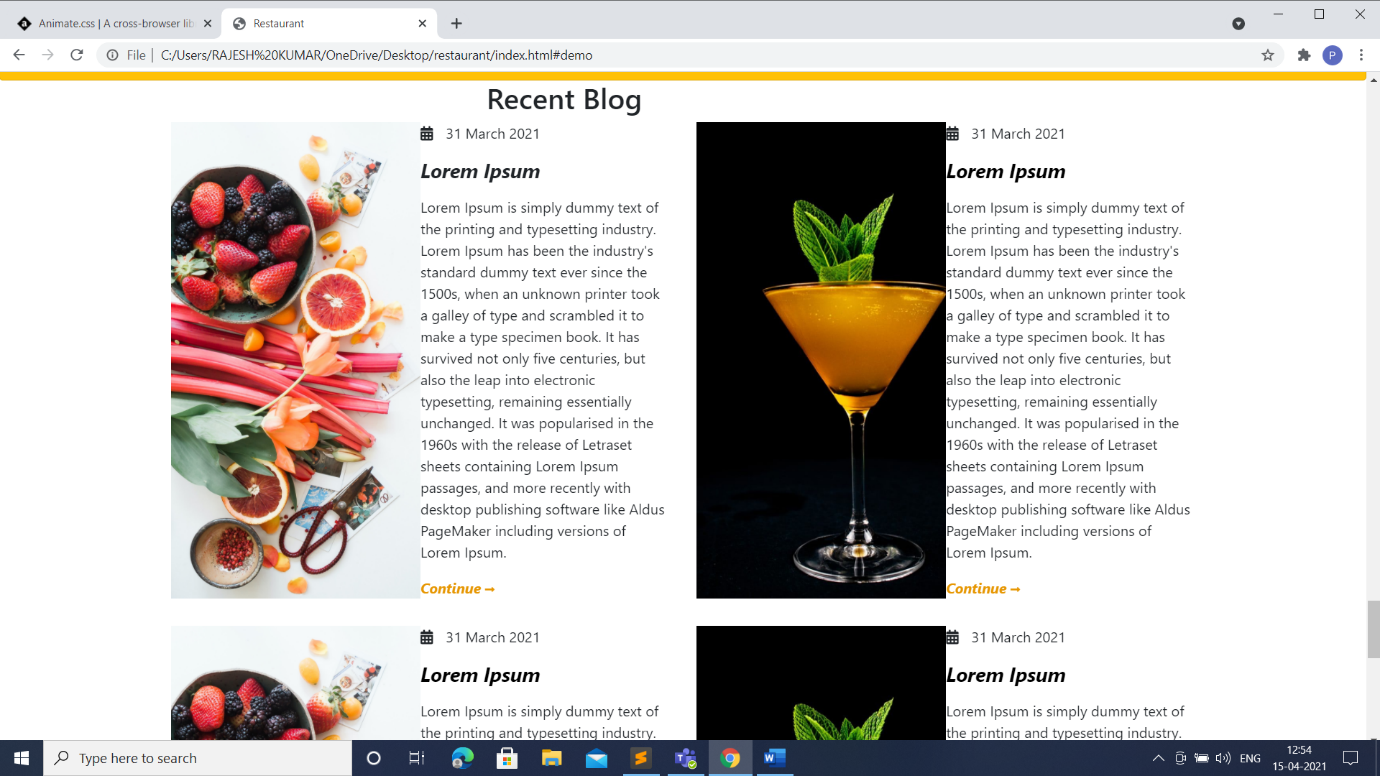 Animate.css | A cross-browser lib
Restaurant
File | C:/Users/RAJESH%20KUMAR/OneDrive/Desktop/restaurant/index.html#demo
P
Recent Blog
31 March 2021
Lorem Ipsum
Lorem Ipsum is simply dummy text of
the printing and typesetting industry.
Lorem Ipsum has been the industry's
standard dummy text ever since the
1500s, when an unknown printer took
a galley of type and scrambled it to
make a type specimen book. It has
survived not only five centuries, but
also the leap into electronic
typesetting, remaining essentially
unchanged. It was popularised in the
1960s with the release of Letraset
sheets containing Lorem Ipsum
passages, and more recently with
desktop publishing software like Aldus
PageMaker including versions of
Lorem Ipsum.
Continue →
31 March 2021
Lorem Ipsum
Lorem Ipsum is simply dummy text of
the printing and typesetting industry.
Lorem Ipsum has been the industry's
standard dummy text ever since the
1500s, when an unknown printer took
a galley of type and scrambled it to
make a type specimen book. It has
survived not only five centuries, but
also the leap into electronic
typesetting, remaining essentially
unchanged. It was popularised in the
1960s with the release of Letraset
sheets containing Lorem Ipsum
passages, and more recently with
desktop publishing software like Aldus
PageMaker including versions of
Lorem Ipsum.
Continue →
31 March 2021
Lorem Ipsum
Lorem Ipsum is simply dummy text of
the printing and typesetting industry.
31 March 2021
Lorem Ipsum
Lorem Ipsum is simply dummy text of
the printing and typesetting industry.
Type here to search
ENG
12:54
15-04-2021